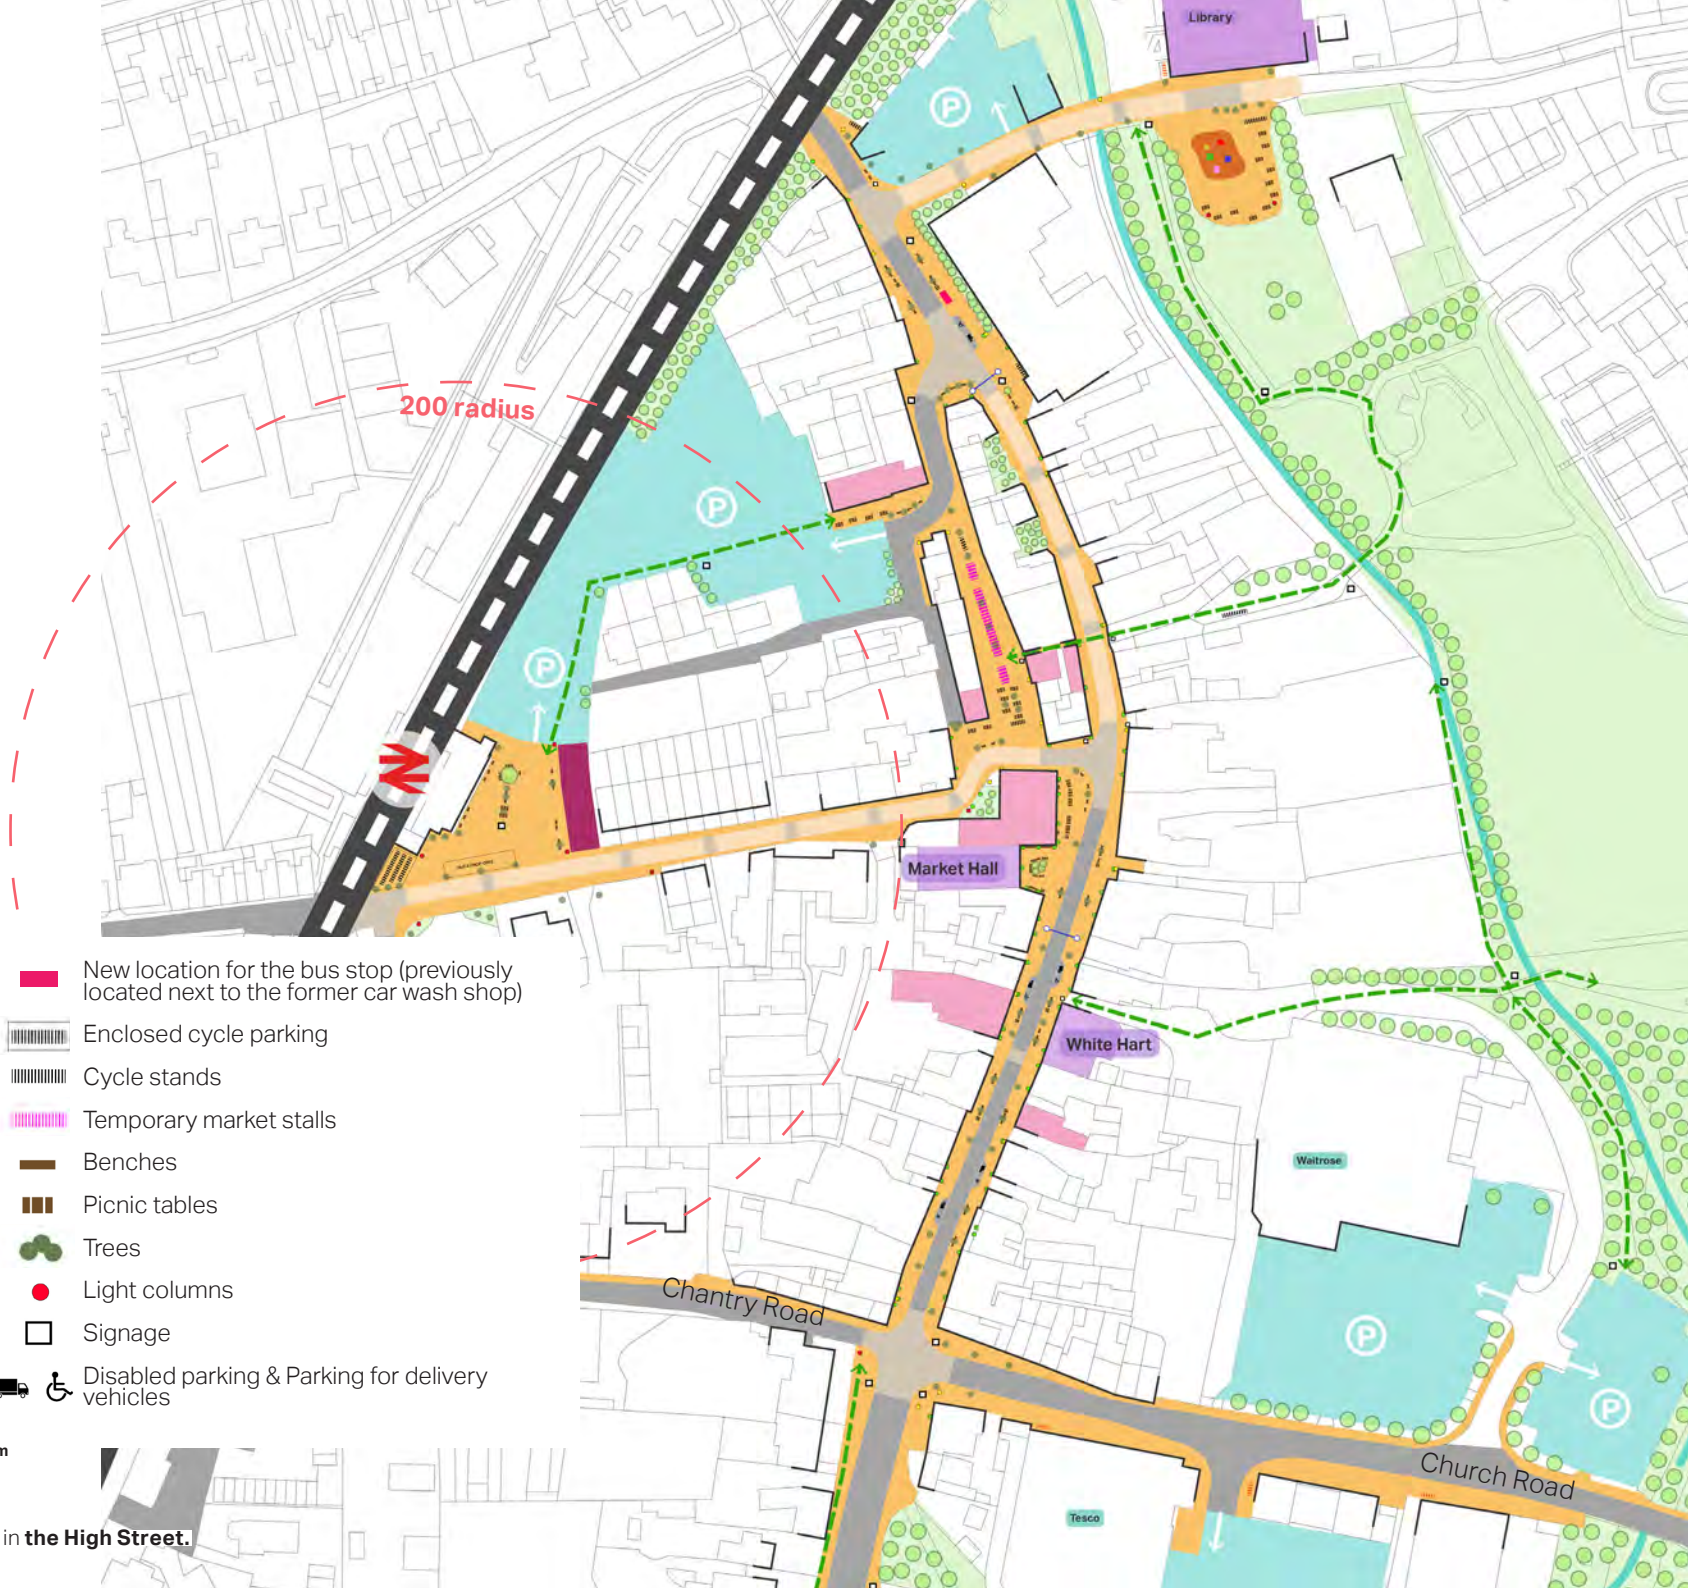 Library
P
200 radius
P
P
Market Hall
White Hart
Waitrose
P
P
Chantry Road
Church Road
Tesco
New location for the bus stop (previously
located next to the former car wash shop)
Enclosed cycle parking
Cycle stands
Temporary market stalls
Benches
Picnic tables
Trees
Light columns
Signage
Disabled parking & Parking for delivery
vehicles
m
in the High Street.